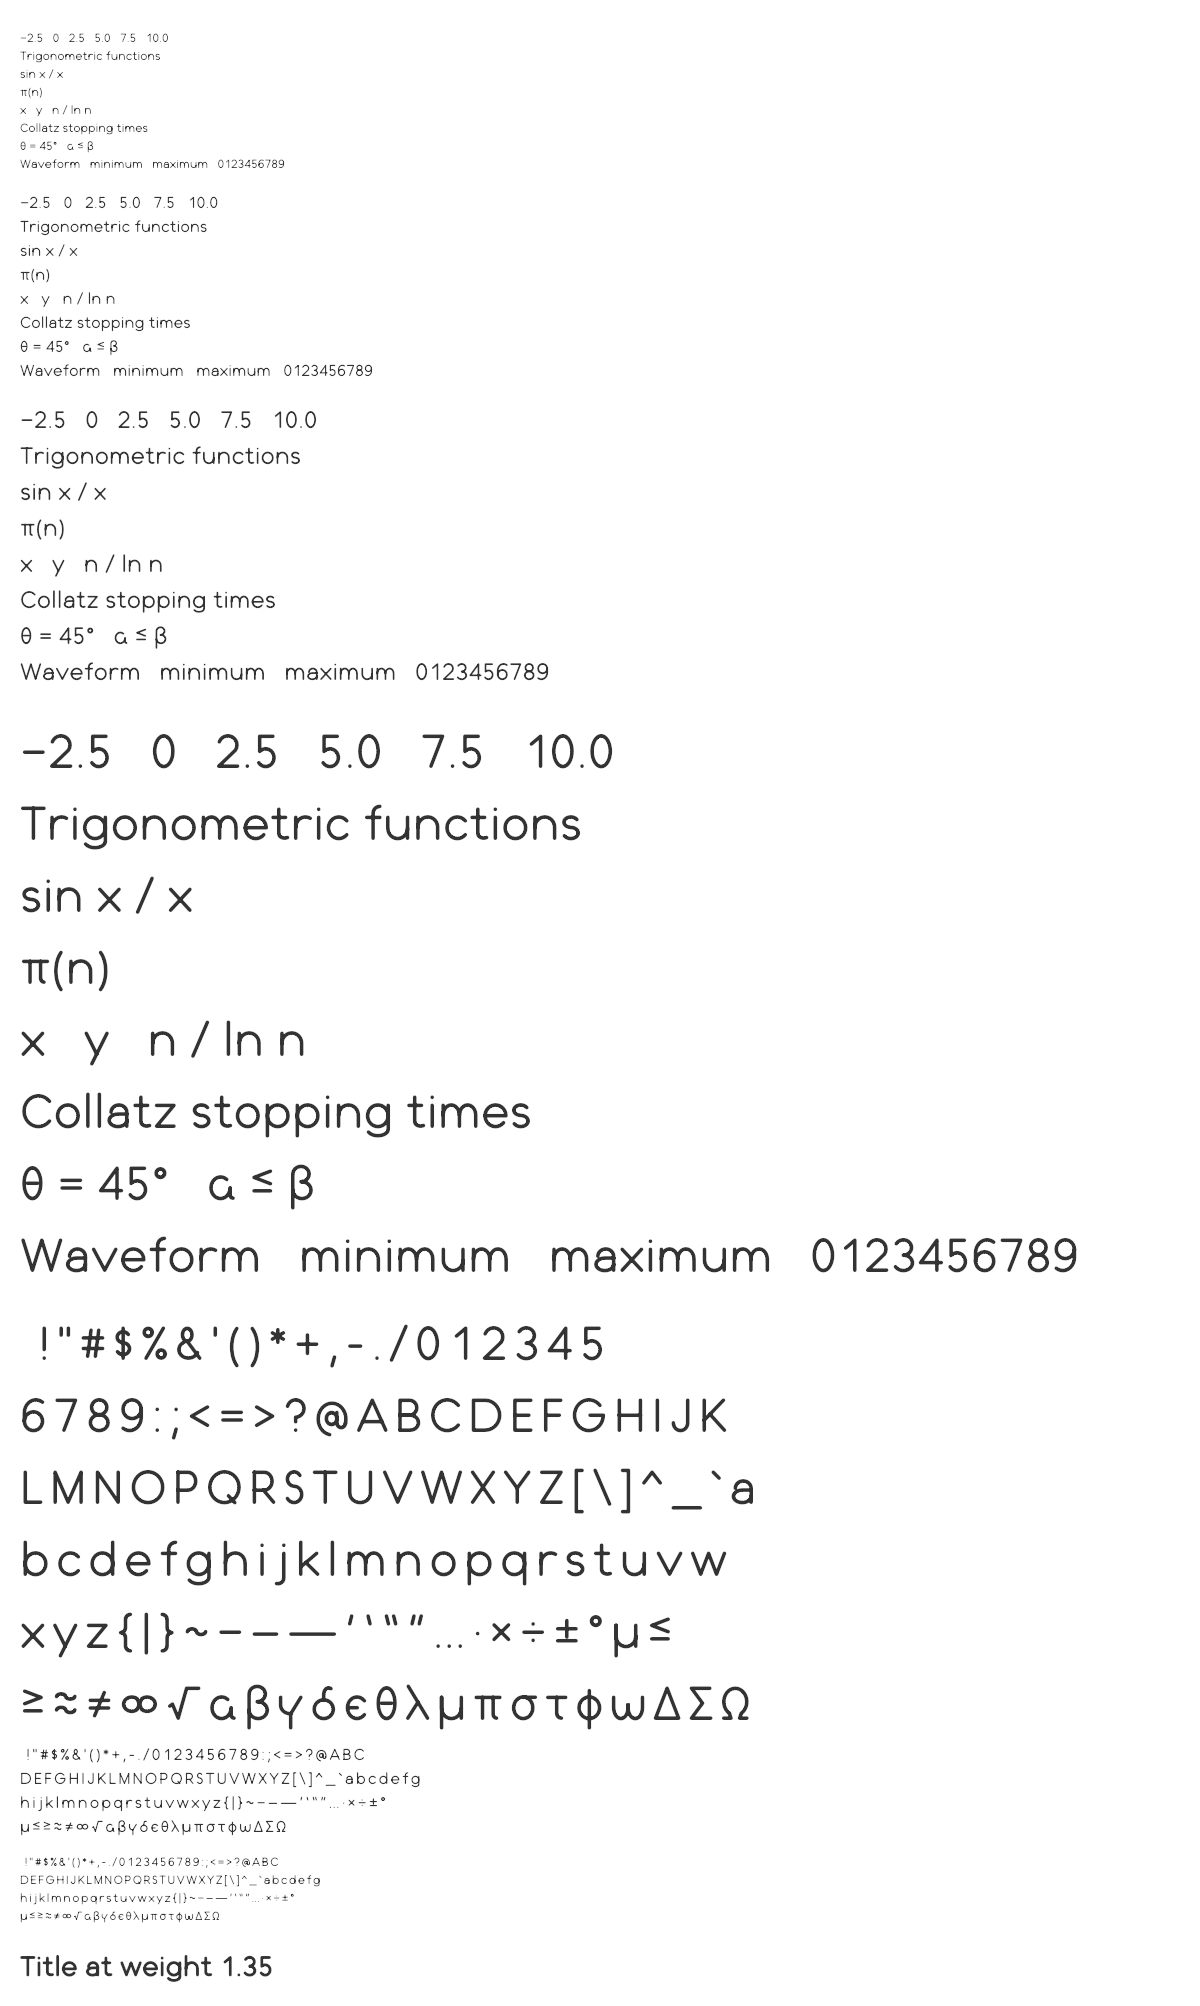 −2.5 0 2.5 5.0 7.5 10.0
Trigonometric functions
sin x / x
π(n)
x y n / ln n
Collatz stopping times
θ = 45° α ≤ β
Waveform minimum maximum 0123456789
−2.5 0 2.5 5.0 7.5 10.0
Trigonometric functions
sin x / x
π(n)
x y n / ln n
Collatz stopping times
θ = 45° α ≤ β
Waveform minimum maximum 0123456789
−2.5 0 2.5 5.0 7.5 10.0
Trigonometric functions
sin x / x
π(n)
x y n / ln n
Collatz stopping times
θ = 45° α ≤ β
Waveform minimum maximum 0123456789
−2.5 0 2.5 5.0 7.5 10.0
Trigonometric functions
sin x / x
π(n)
x y n / ln n
Collatz stopping times
θ = 45° α ≤ β
Waveform minimum maximum 0123456789
!"#$%&'()*+,-./012345
6789:;<=>?@ABCDEFGHIJK
LMNOPQRSTUVWXYZ[\]^_`a
bcdefghijklmnopqrstuvw
xyz{|}~−–—’‘“”…·×÷±°µ≤
≥≈≠∞√αβγδεθλμπστφωΔΣΩ
!"#$%&'()*+,-./0123456789:;<=>?@ABC
DEFGHIJKLMNOPQRSTUVWXYZ[\]^_`abcdefg
hijklmnopqrstuvwxyz{|}~−–—’‘“”…·×÷±°
µ≤≥≈≠∞√αβγδεθλμπστφωΔΣΩ
!"#$%&'()*+,-./0123456789:;<=>?@ABC
DEFGHIJKLMNOPQRSTUVWXYZ[\]^_`abcdefg
hijklmnopqrstuvwxyz{|}~−–—’‘“”…·×÷±°
µ≤≥≈≠∞√αβγδεθλμπστφωΔΣΩ
Title at weight 1.35